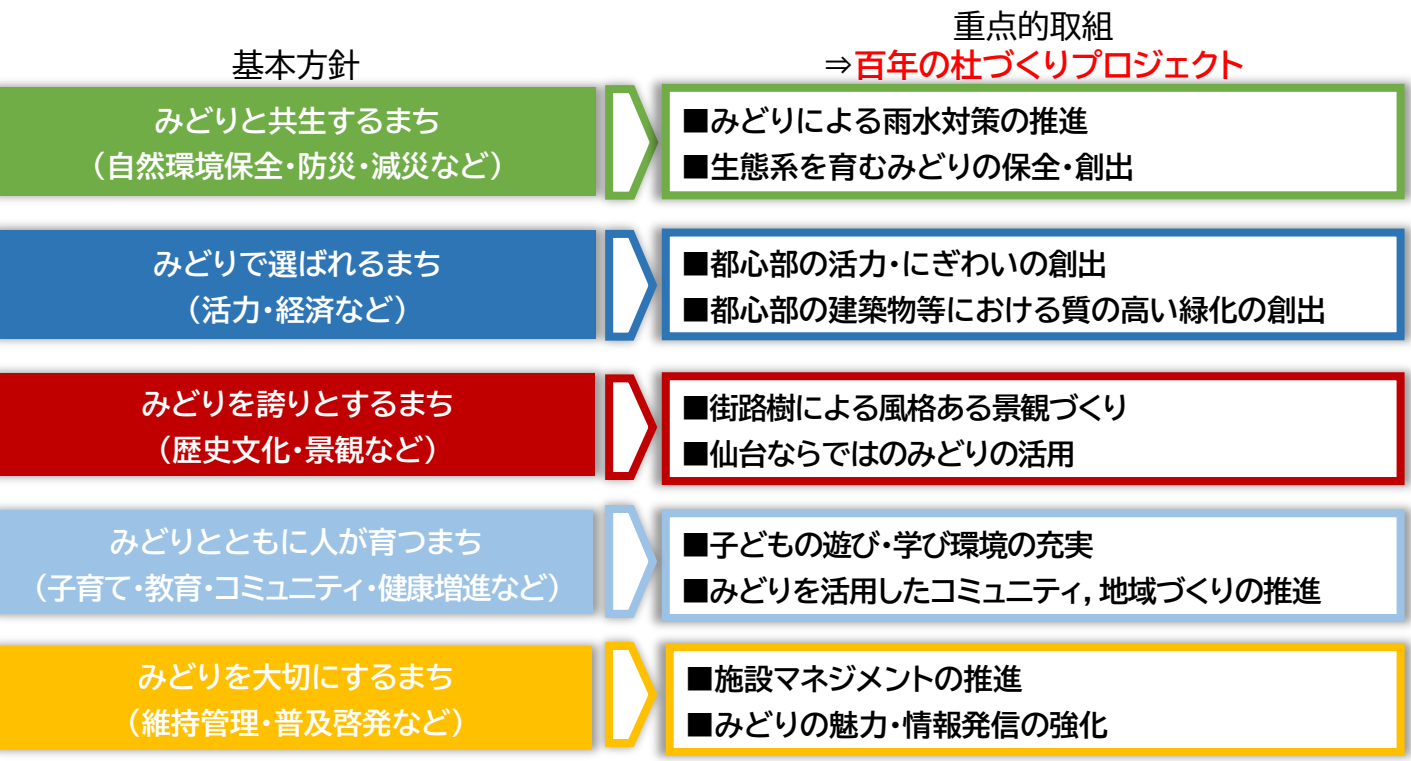 基本方針
重点的取組
⇒百年の杜づくりプロジェクト
みどりと共生するまち
（自然環境保全・防災・減災など）
■みどりによる雨水対策の推進
■生態系を育むみどりの保全・創出
みどりで選ばれるまち
（活力・経済など）
■都心部の活力・にぎわいの創出
■都心部の建築物等における質の高い緑化の創出
みどりを誇りとするまち
（歴史文化・景観など）
■街路樹による風格ある景観づくり
■仙台ならではのみどりの活用
みどりとともに人が育つまち
（子育て・教育・コミュニティ・健康増進など）
■子どもの遊び・学び環境の充実
■みどりを活用したコミュニティ，地域づくりの推進
みどりを大切にするまち
（維持管理・普及啓発など）
■施設マネジメントの推進
■みどりの魅力・情報発信の強化